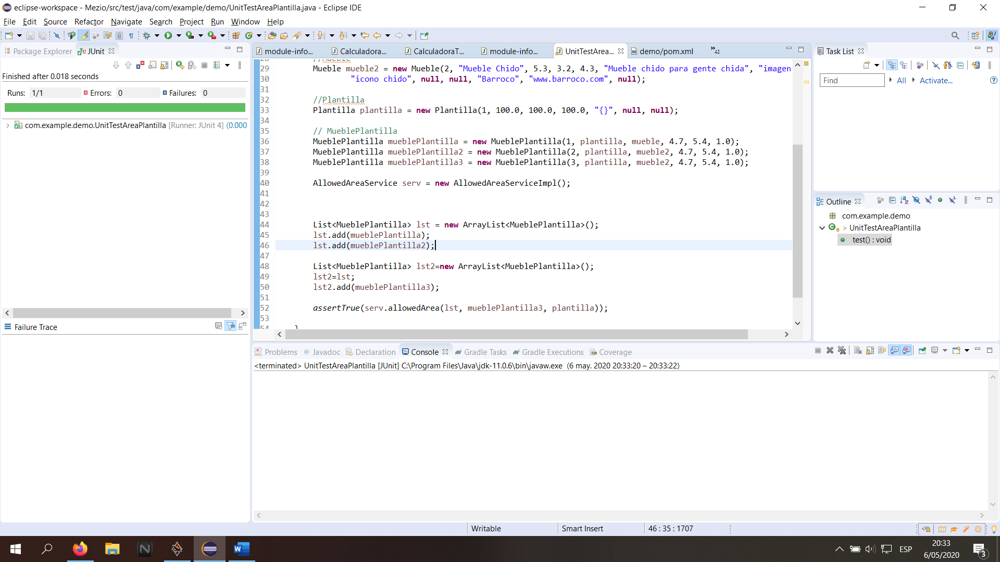 eclipse-workspace - Mezio/src/test/java/com/example/demo/UnitTestAreaPlantilla.java - Eclipse IDE
File Edit Source Refactor Navigate Search Project Run Window Help
Package Explorer JUnit
Finished after 0.018 seconds
Runs: 1/1 Errors: 0 Failures: 0
com.example.demo.UnitTestAreaPlantilla [Runner: JUnit 4] (0.000
Failure Trace
module-info... Calculadora... CalculadoraT... module-info... UnitTestArea... demo/pom.xml »42
28 //Mueble
29 Mueble mueble2 = new Mueble(2, "Mueble Chido", 5.3, 3.2, 4.3, "Mueble chido para gente chida", "imagen
30 "icono chido", null, null, "Barroco", "www.barroco.com", null);
31
32 //Plantilla
33 Plantilla plantilla = new Plantilla(1, 100.0, 100.0, 100.0, "{}", null, null);
34
35 // MueblePlantilla
36 MueblePlantilla mueblePlantilla = new MueblePlantilla(1, plantilla, mueble, 4.7, 5.4, 1.0);
37 MueblePlantilla mueblePlantilla2 = new MueblePlantilla(2, plantilla, mueble2, 4.7, 5.4, 1.0);
38 MueblePlantilla mueblePlantilla3 = new MueblePlantilla(3, plantilla, mueble2, 4.7, 5.4, 1.0);
39
40 AllowedAreaService serv = new AllowedAreaServiceImpl();
41
42
43
44 List<MueblePlantilla> lst = new ArrayList<MueblePlantilla>();
45 lst.add(mueblePlantilla);
46 lst.add(mueblePlantilla2);
47
48 List<MueblePlantilla> lst2=new ArrayList<MueblePlantilla>();
49 lst2=lst;
50 lst2.add(mueblePlantilla3);
51
52 assertTrue(serv.allowedArea(lst, mueblePlantilla3, plantilla));
53
54 }
Task List
Find All Activate...
Outline
com.example.demo
> UnitTestAreaPlantilla
test() : void
Problems @ Javadoc Declaration Console Gradle Tasks Gradle Executions Coverage
<terminated> UnitTestAreaPlantilla [JUnit] C:\Program Files\Java\jdk-11.0.6\bin\javaw.exe (6 may. 2020 20:33:20 – 20:33:22)
Writable Smart Insert 46 : 35 : 1707
ESP
20:33
6/05/2020
3